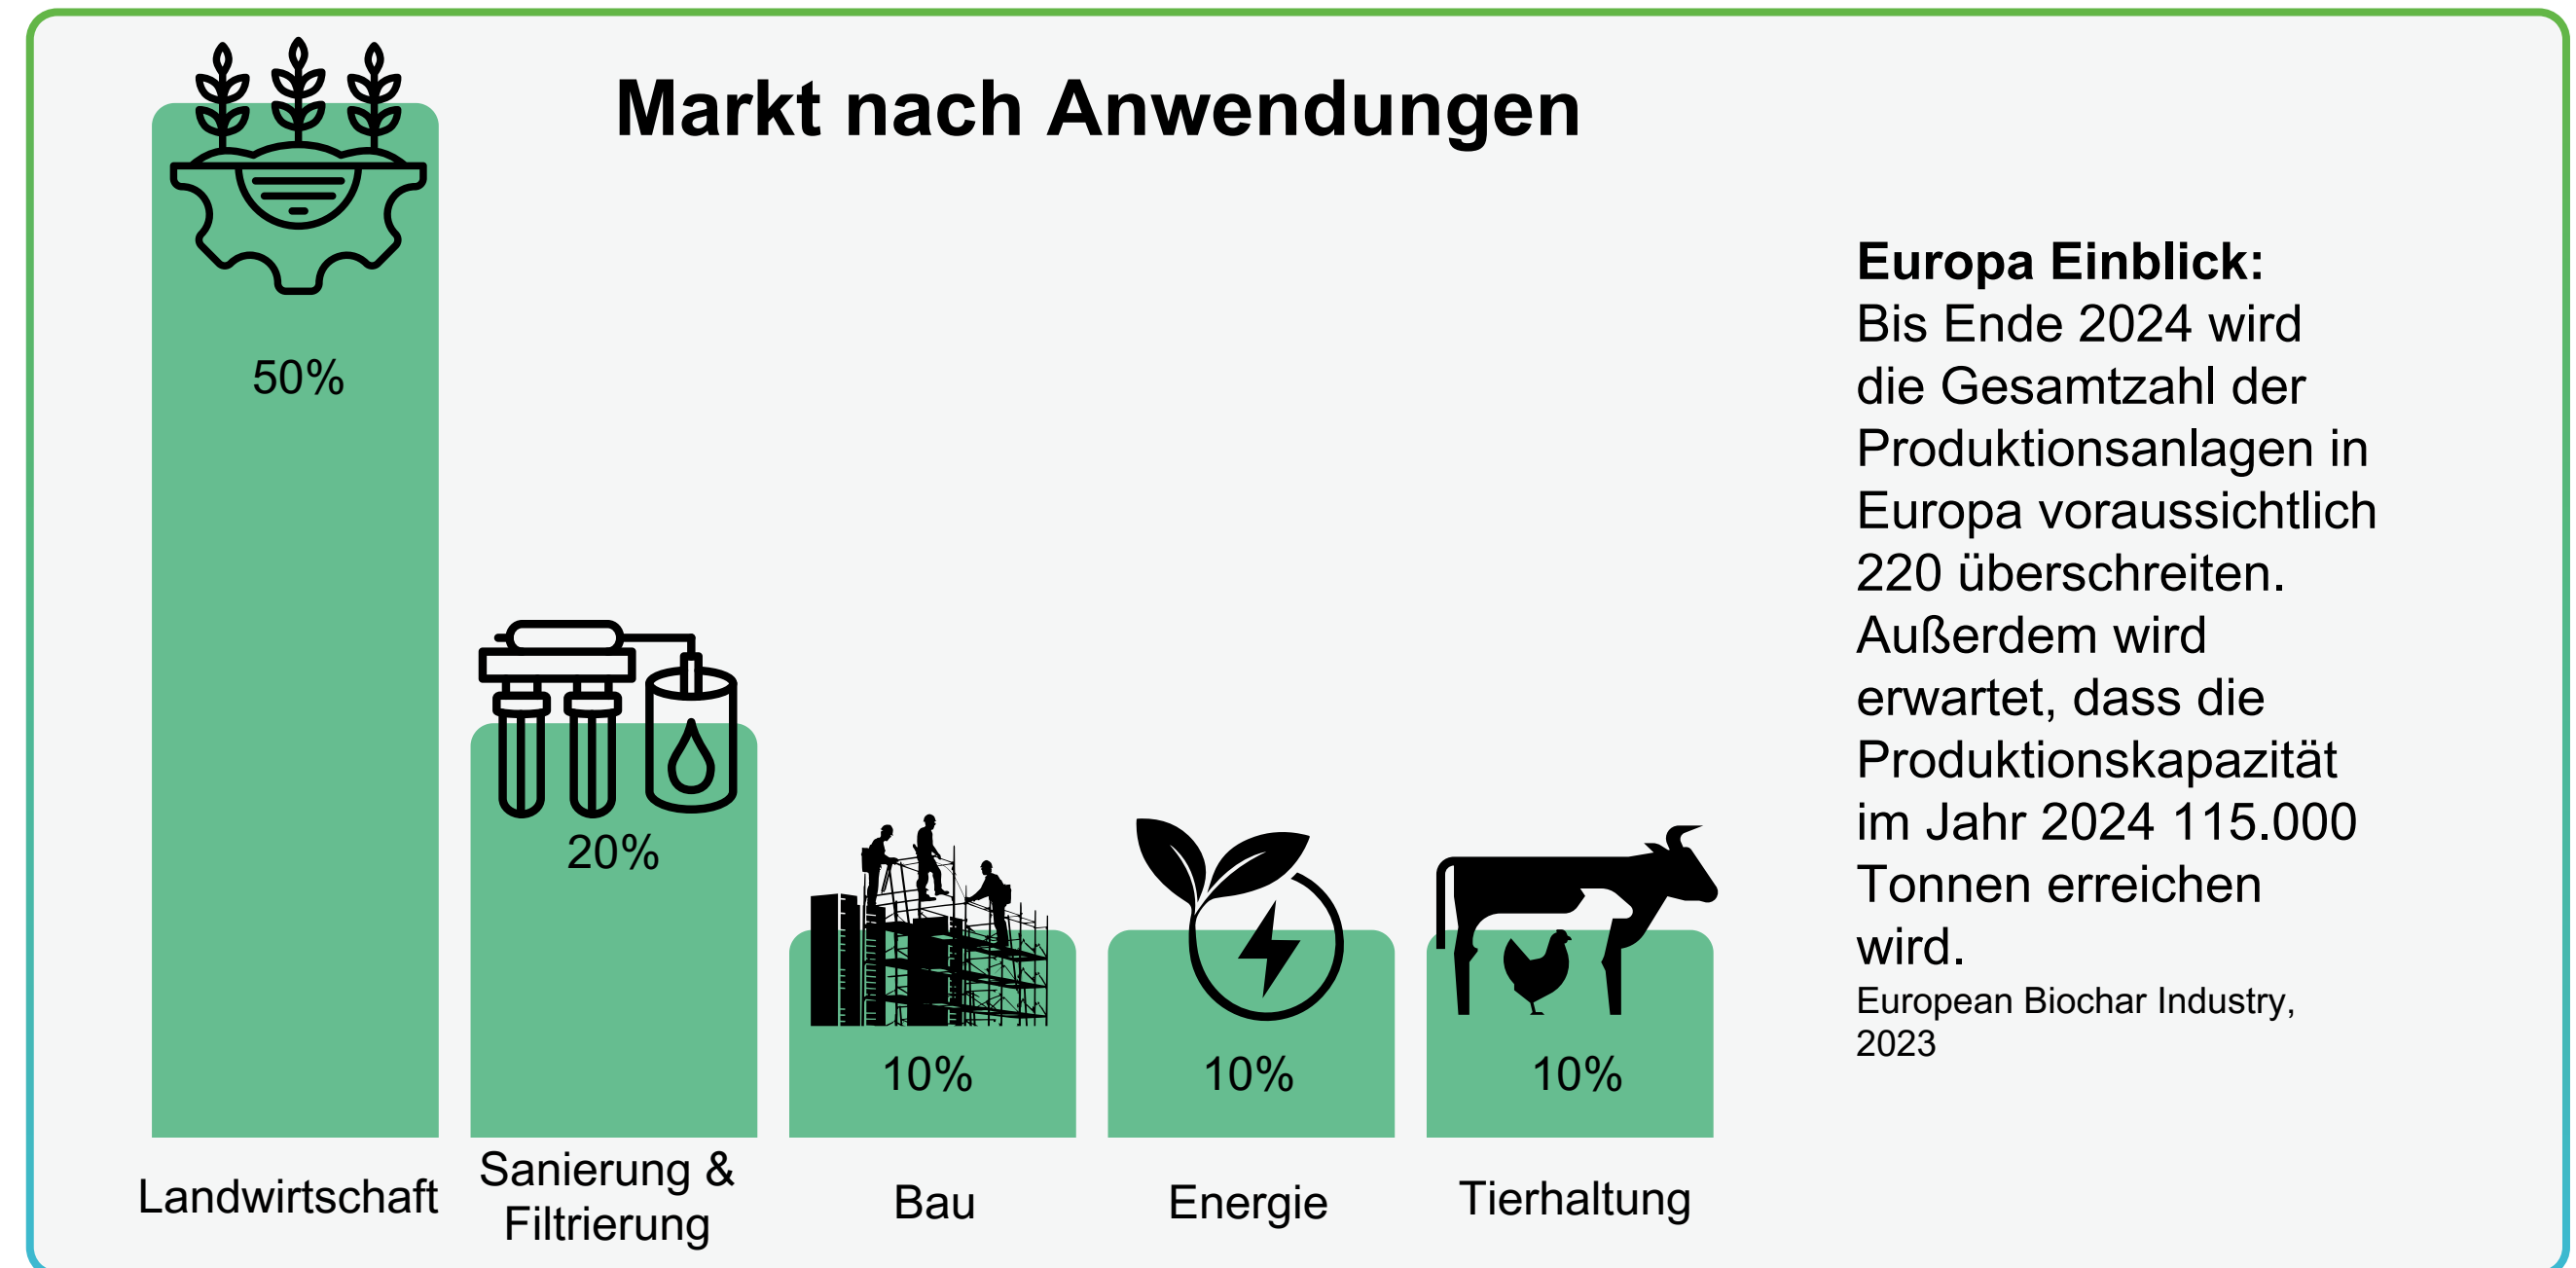 Markt nach Anwendungen
50%
20%
10%
10%
10%
Landwirtschaft
Sanierung &
Filtrierung
Bau
Energie
Tierhaltung
Europa Einblick:
Bis Ende 2024 wird
die Gesamtzahl der
Produktionsanlagen in
Europa voraussichtlich
220 überschreiten.
Außerdem wird
erwartet, dass die
Produktionskapazität
im Jahr 2024 115.000
Tonnen erreichen
wird.
European Biochar Industry,
2023